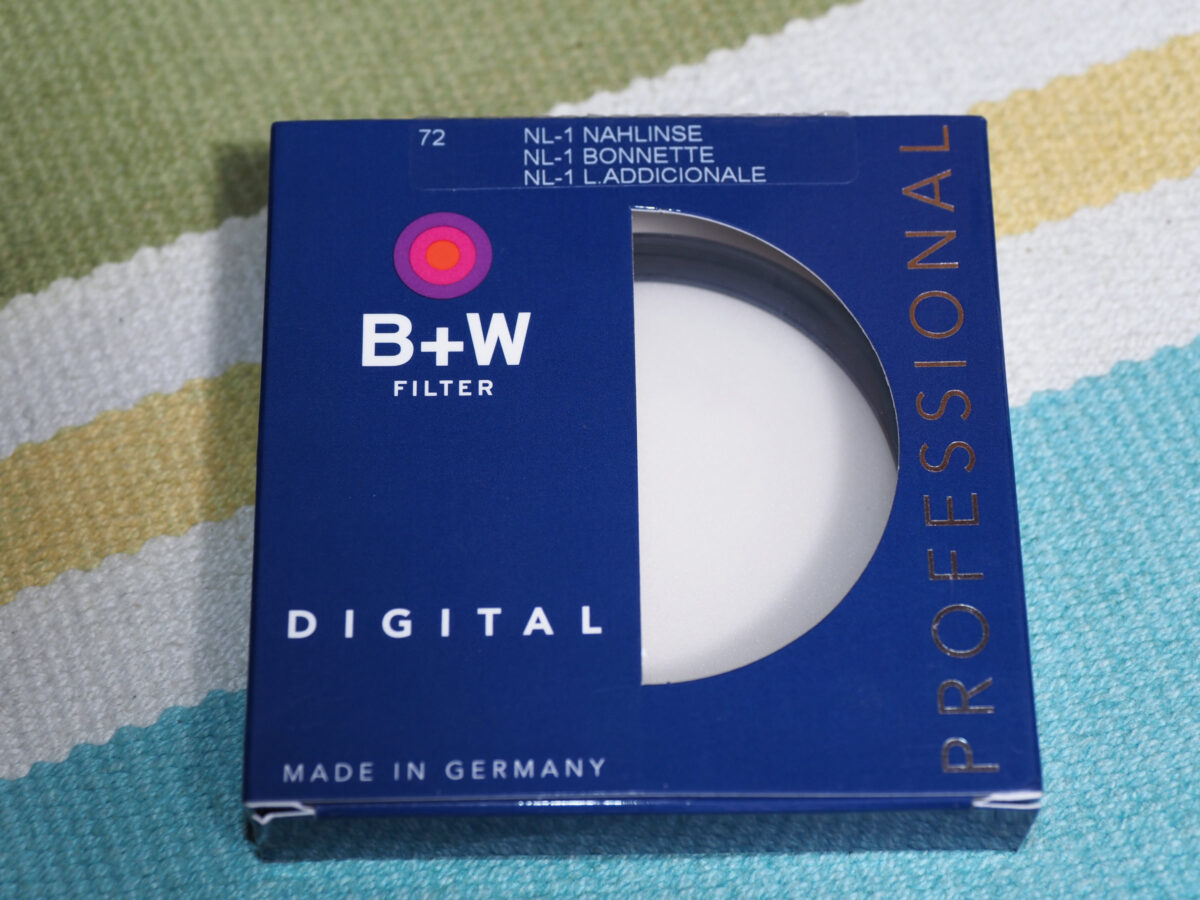 72
NL-1 NAHLINSE
NL-1 BONNETTE
NL-1 L.ADDICIONALE
B+W
FILTER
DIGITAL
MADE IN GERMANY
PROFESSIONAL